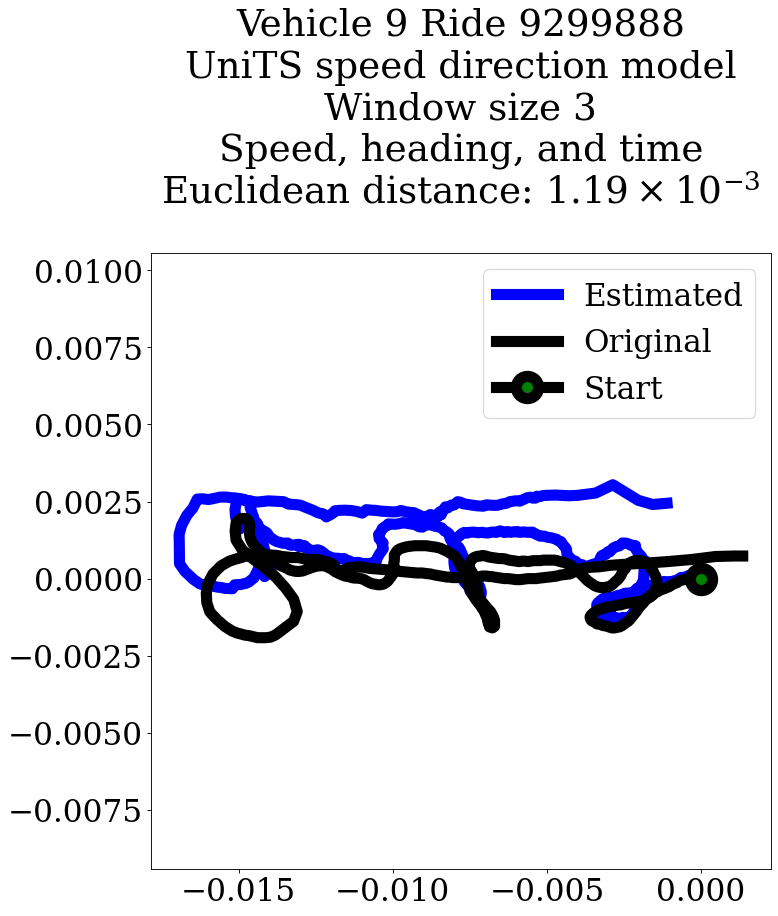 Vehicle 9 Ride 9299888
UniTS speed direction model
Window size 3
Speed, heading, and time
Euclidean distance: 1.19 × 10⁻³
Estimated
Original
Start
0.0100
0.0075
0.0050
0.0025
0.0000
−0.0025
−0.0050
−0.0075
−0.015 −0.010 −0.005 0.000